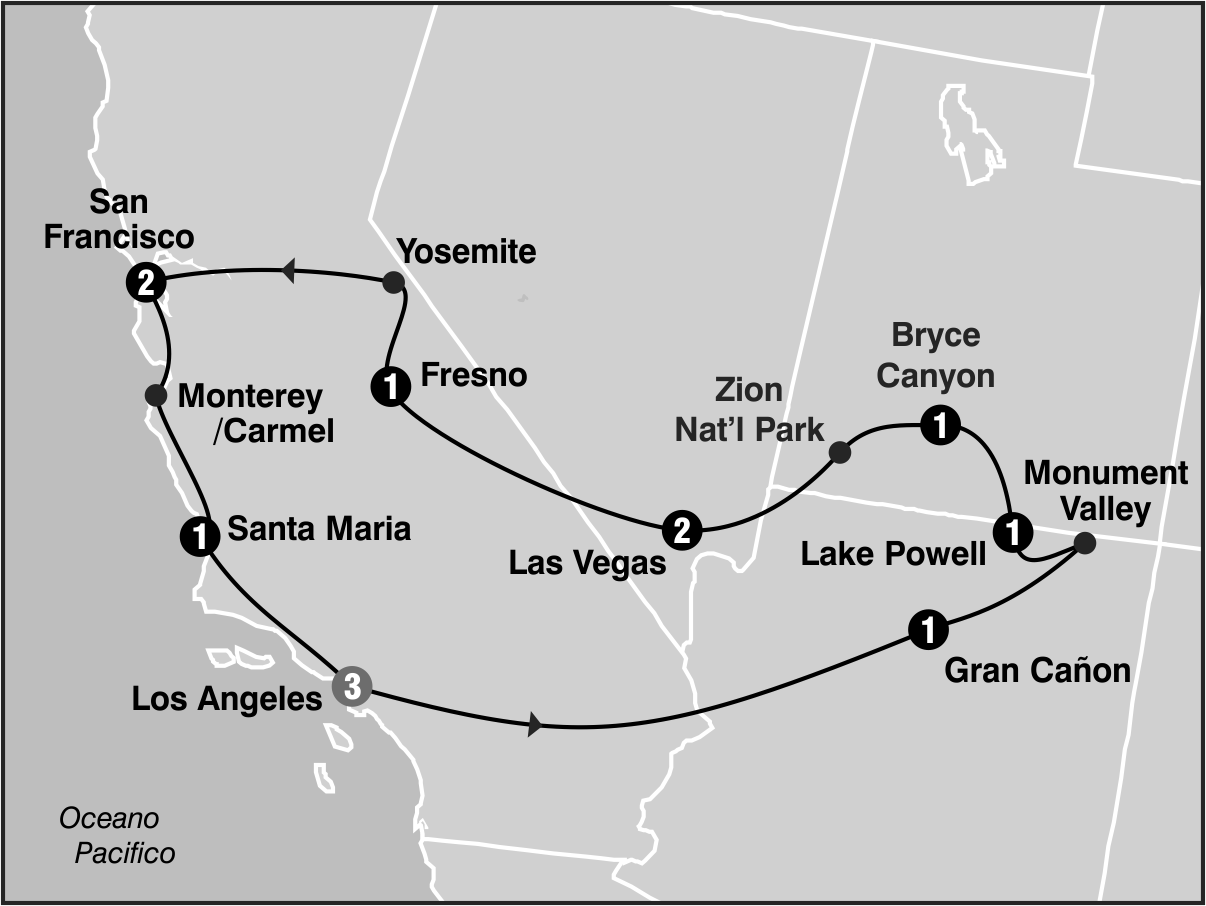 San
Francisco
2
Yosemite
1
Fresno
Monterey
/Carmel
Bryce
Canyon
1
Zion
Nat’l Park
Monument
Valley
1
Lake Powell
2
Las Vegas
1
Santa Maria
1
Gran Cañon
3
Los Angeles
Oceano
Pacifico